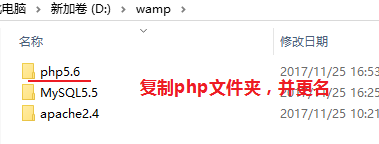 电脑 > 新加卷 (D:) > wamp >
名称 修改日期
php5.6 2017/11/25 16:53
MySQL5.5 2017/11/25 16:25
apache2.4 2017/11/25 10:21
复制php文件夹，并更名